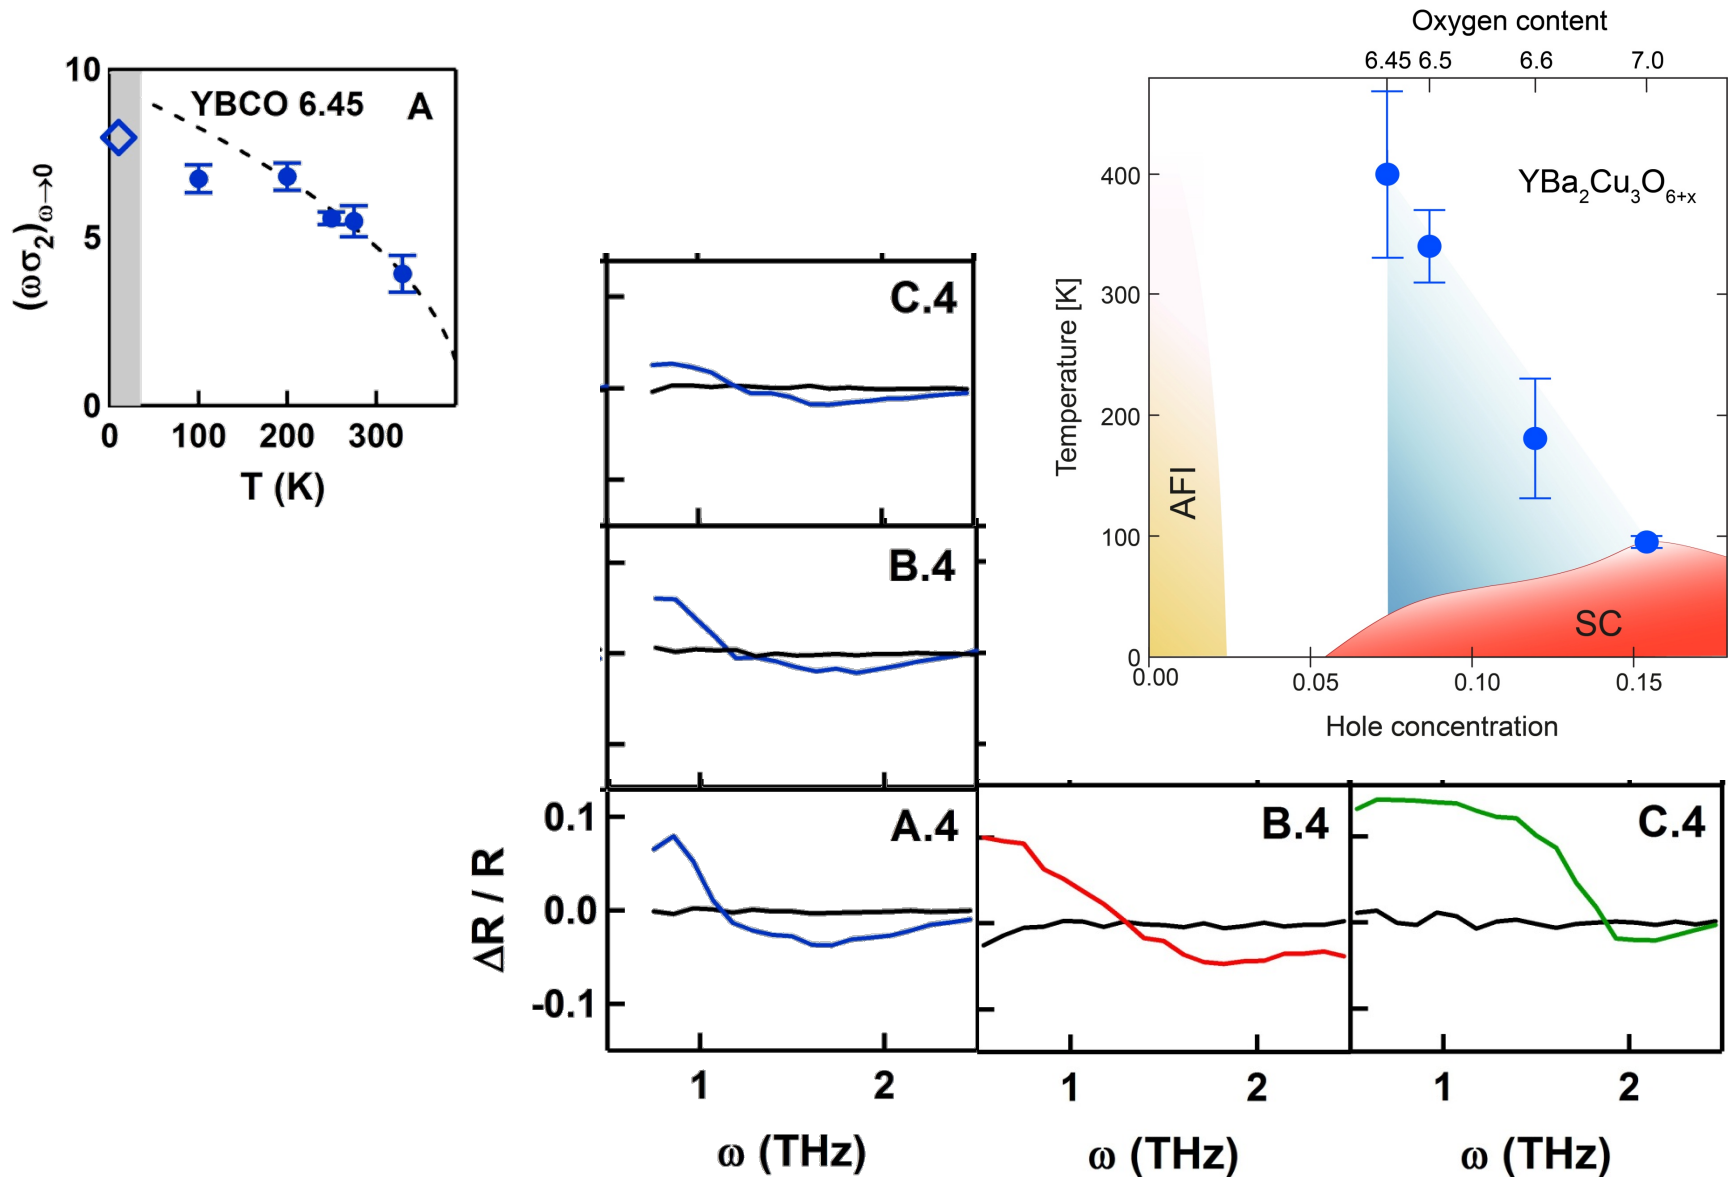 10
YBCO 6.45
A
5
0
(ωσ2)ω→0
0 100 200 300
T (K)
Oxygen content
6.45 6.5 6.6 7.0
YBa2Cu3O6+x
400
300
200
100
0
Temperature [K]
AFI
SC
0.00 0.05 0.10 0.15
Hole concentration
C.4
B.4
A.4
B.4
C.4
0.1
0.0
-0.1
ΔR / R
1 2
1 2
1 2
ω (THz)
ω (THz)
ω (THz)